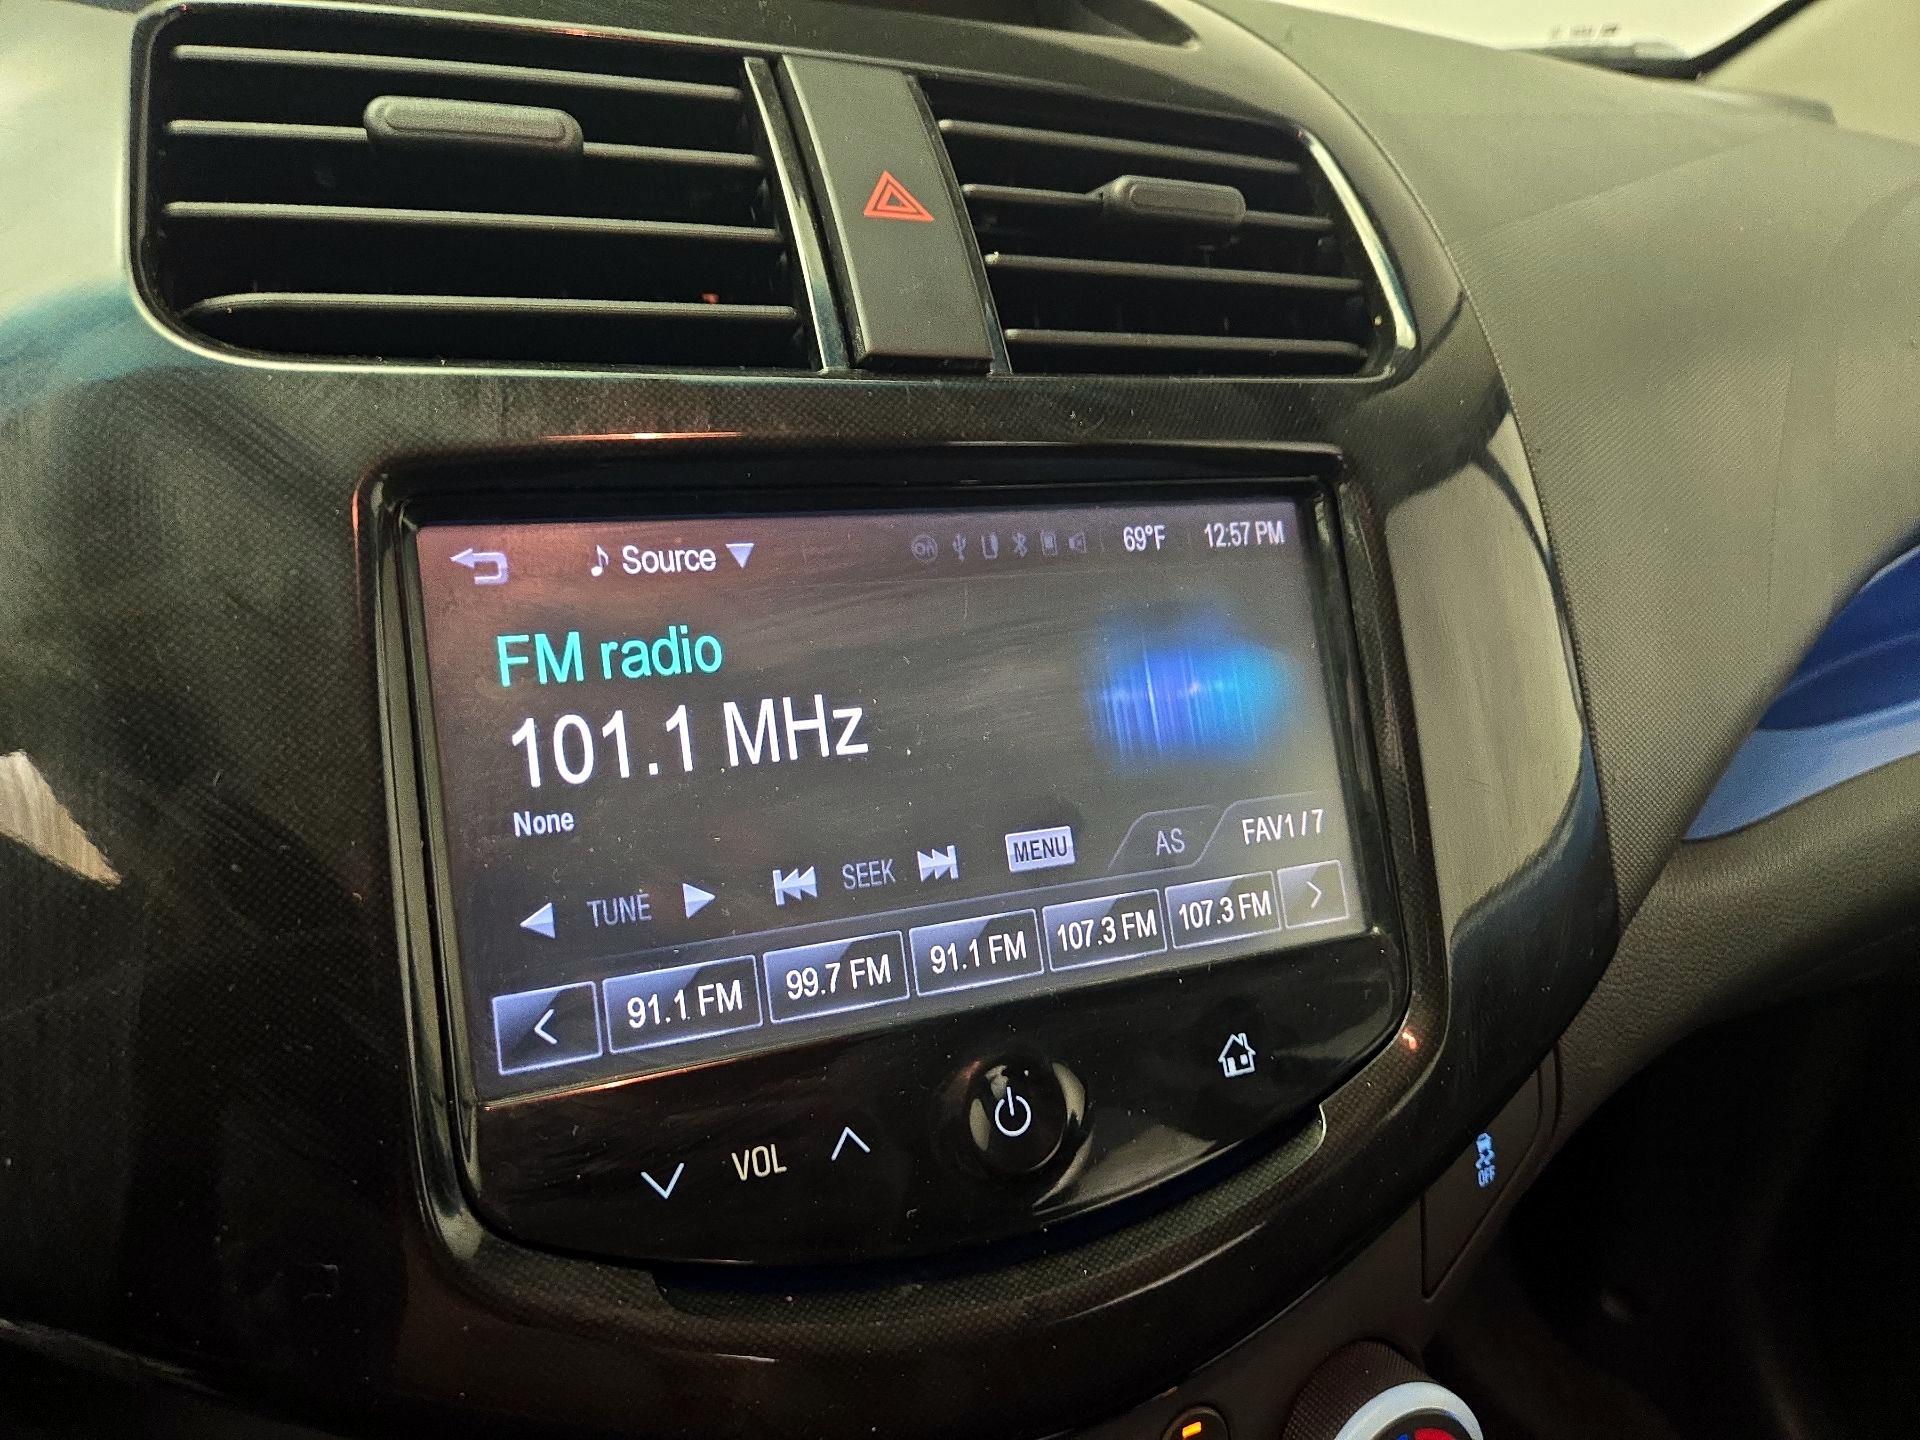 Source 69°F 12:57 PM
FM radio
101.1 MHz
None
TUNE SEEK MENU AS FAV1/7
< 91.1 FM 99.7 FM 91.1 FM 107.3 FM 107.3 FM >
VOL
OFF